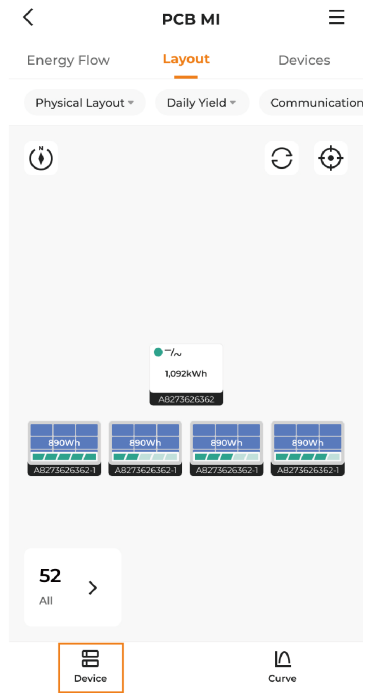 PCB MI
Energy Flow Layout Devices
Physical Layout Daily Yield Communication
N
1,092kWh
A8273626362
890Wh 890Wh 890Wh 890Wh
A8273626362-1 A8273626362-1 A8273626362-1 A8273626362-1
52
All
Device Curve